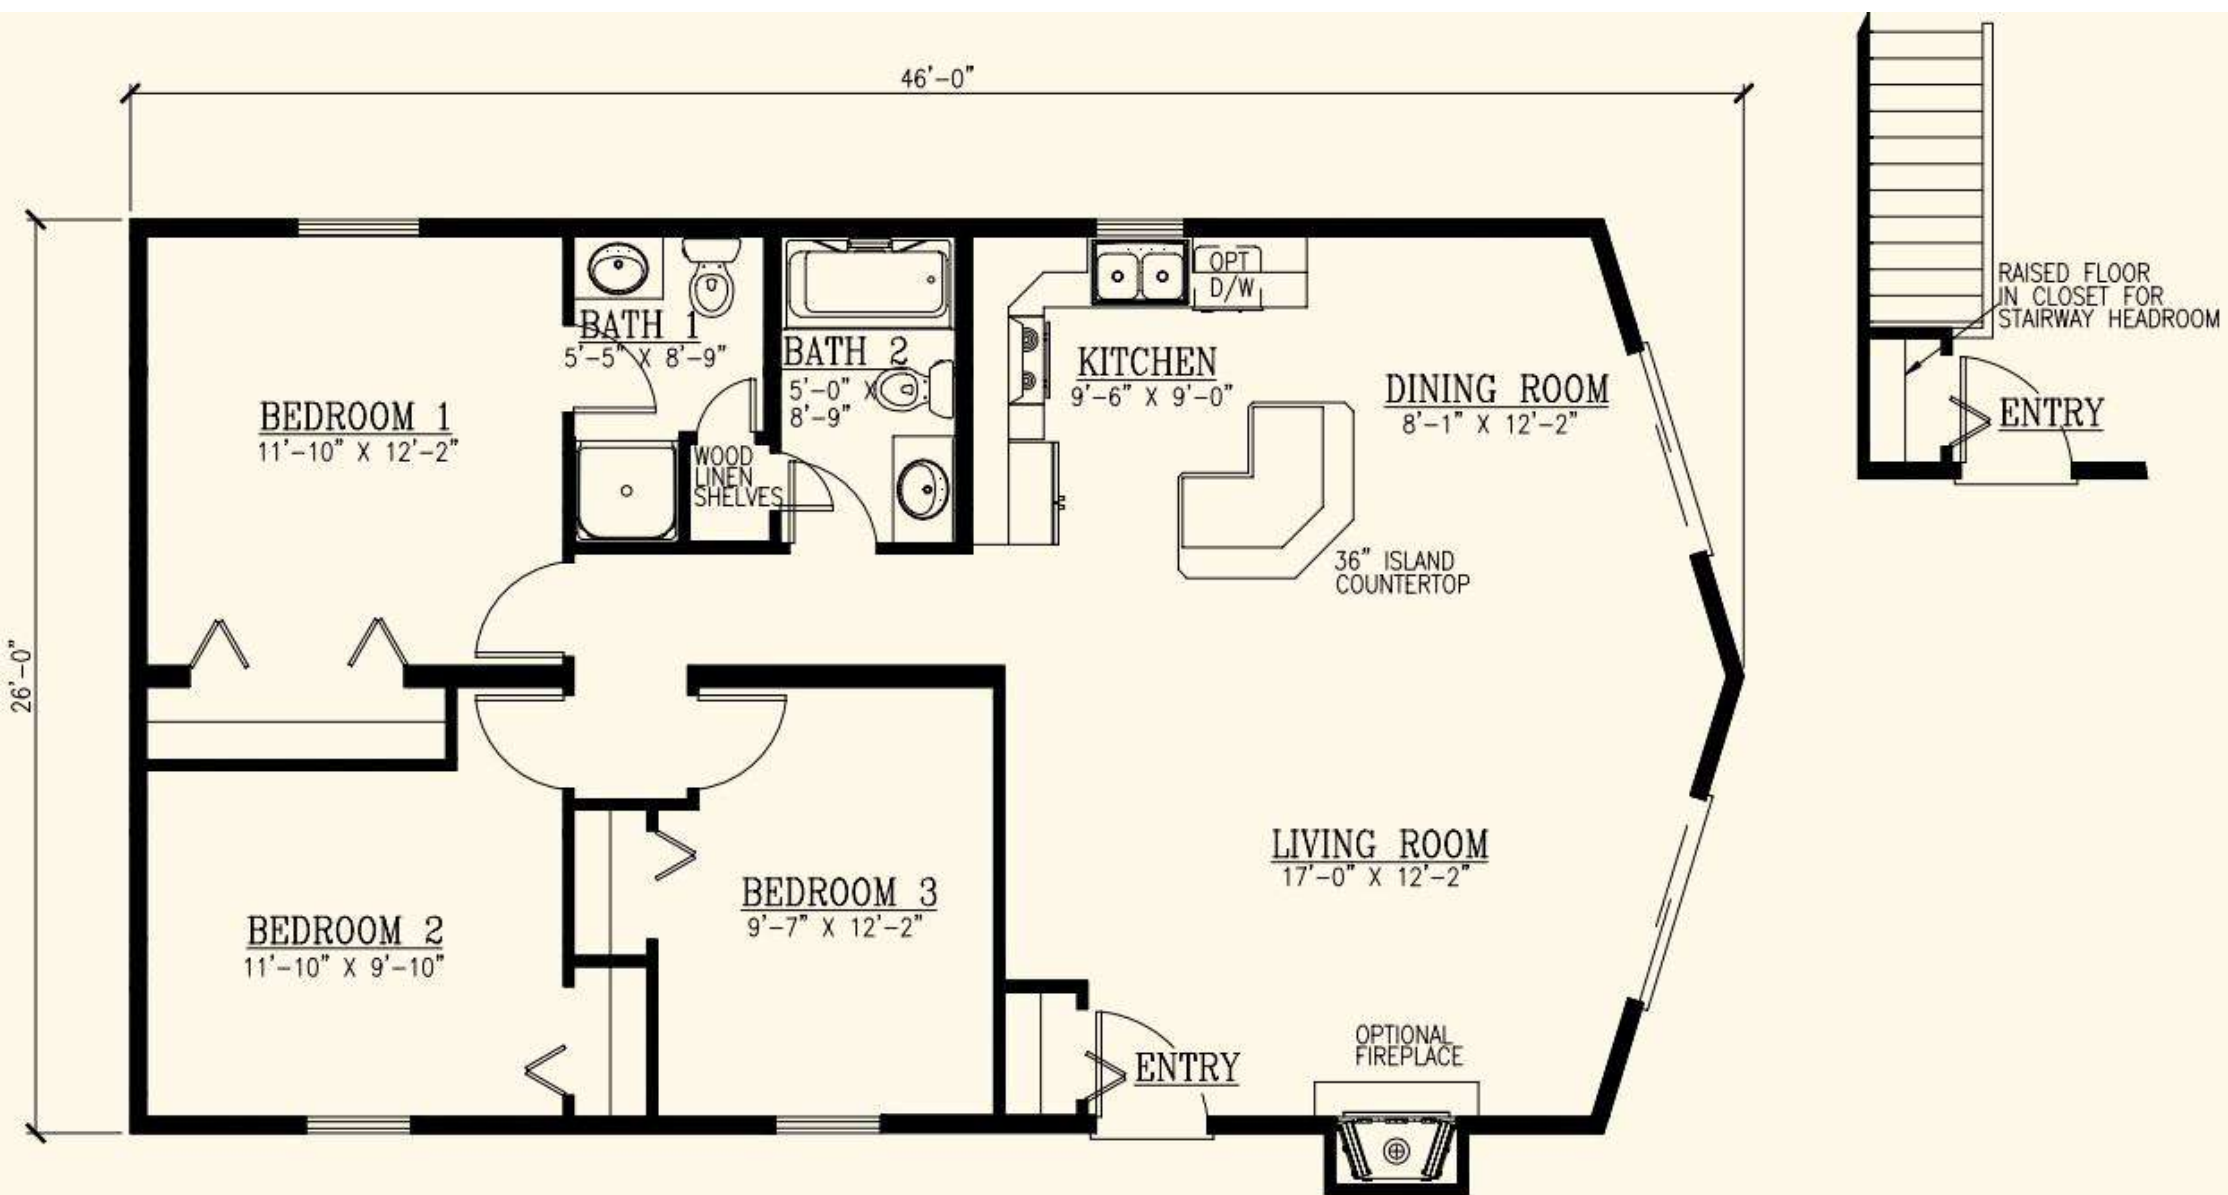 46'-0"
26'-0"
BEDROOM 1
11'-10" X 12'-2"
BATH 1
5'-5" X 8'-9"
WOOD
LINEN
SHELVES
BATH 2
5'-0" X
8'-9"
OPT
D/W
KITCHEN
9'-6" X 9'-0"
DINING ROOM
8'-1" X 12'-2"
36" ISLAND
COUNTERTOP
BEDROOM 2
11'-10" X 9'-10"
BEDROOM 3
9'-7" X 12'-2"
LIVING ROOM
17'-0" X 12'-2"
ENTRY
OPTIONAL
FIREPLACE
RAISED FLOOR
IN CLOSET FOR
STAIRWAY HEADROOM
ENTRY